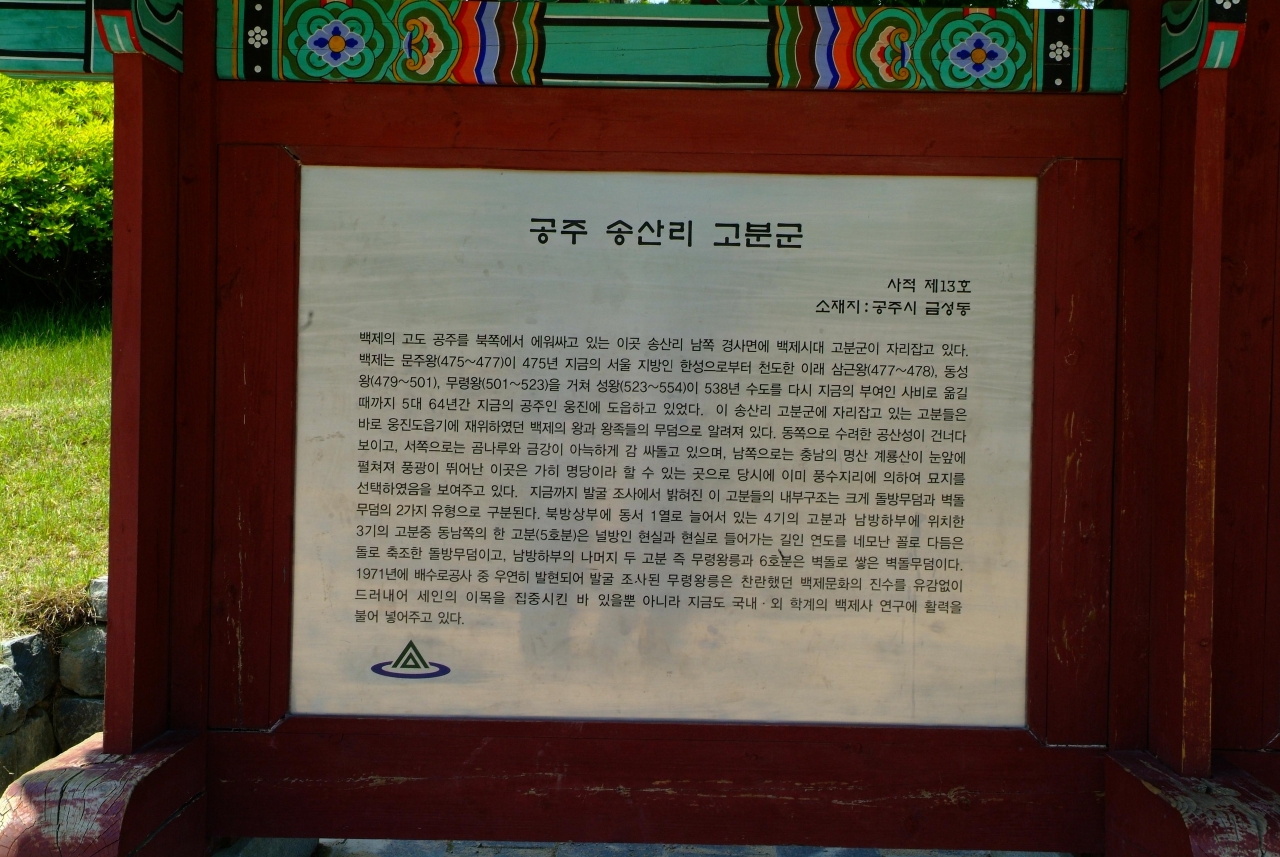 공주 송산리 고분군
사적 제13호
소재지 : 공주시 금성동
백제의 고도 공주를 북쪽에서 에워싸고 있는 이곳 송산리 남쪽 경사면에 백제시대 고분군이 자리잡고 있다.
백제는 문주왕(475~477)이 475년 지금의 서울 지방인 한성으로부터 천도한 이래 삼근왕(477~478), 동성
왕(479~501), 무령왕(501~523)을 거쳐 성왕(523~554)이 538년 수도를 다시 지금의 부여인 사비로 옮길
때까지 5대 64년간 지금의 공주인 웅진에 도읍하고 있었다. 이 송산리 고분군에 자리잡고 있는 고분들은
바로 웅진도읍기에 재위하였던 백제의 왕과 왕족들의 무덤으로 알려져 있다. 동쪽으로 수려한 공산성이 건너다
보이고, 서쪽으로는 곰나루와 금강이 아늑하게 감 싸돌고 있으며, 남쪽으로는 충남의 명산 계룡산이 눈앞에
펼쳐져 풍광이 뛰어난 이곳은 가히 명당이라 할 수 있는 곳으로 당시에 이미 풍수지리에 의하여 묘지를
선택하였음을 보여주고 있다. 지금까지 발굴 조사에서 밝혀진 이 고분들의 내부구조는 크게 돌방무덤과 벽돌
무덤의 2가지 유형으로 구분된다. 북방상부에 동서 1열로 늘어서 있는 4기의 고분과 남방하부에 위치한
3기의 고분중 동남쪽의 한 고분(5호분)은 널방인 현실과 현실로 들어가는 길인 연도를 네모난 꼴로 다듬은
돌로 축조한 돌방무덤이고, 남방하부의 나머지 두 고분 즉 무령왕릉과 6호분은 벽돌로 쌓은 벽돌무덤이다.
1971년에 배수로공사 중 우연히 발현되어 발굴 조사된 무령왕릉은 찬란했던 백제문화의 진수를 유감없이
드러내어 세인의 이목을 집중시킨 바 있을뿐 아니라 지금도 국내·외 학계의 백제사 연구에 활력을
불어 넣어주고 있다.